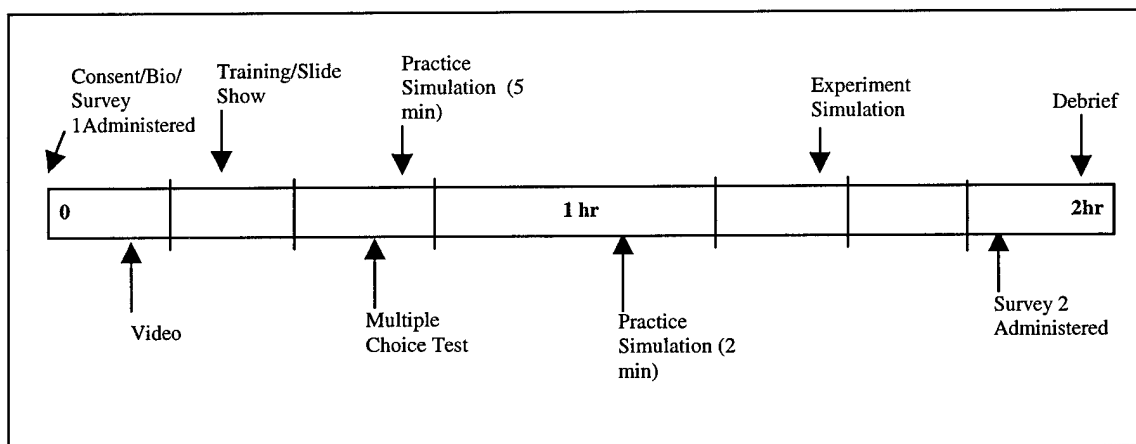 Consent/Bio/
Survey
1Administered
Training/Slide
Show
Practice
Simulation (5
min)
Experiment
Simulation
Debrief
0
1 hr
2hr
Video
Multiple
Choice Test
Practice
Simulation (2
min)
Survey 2
Administered